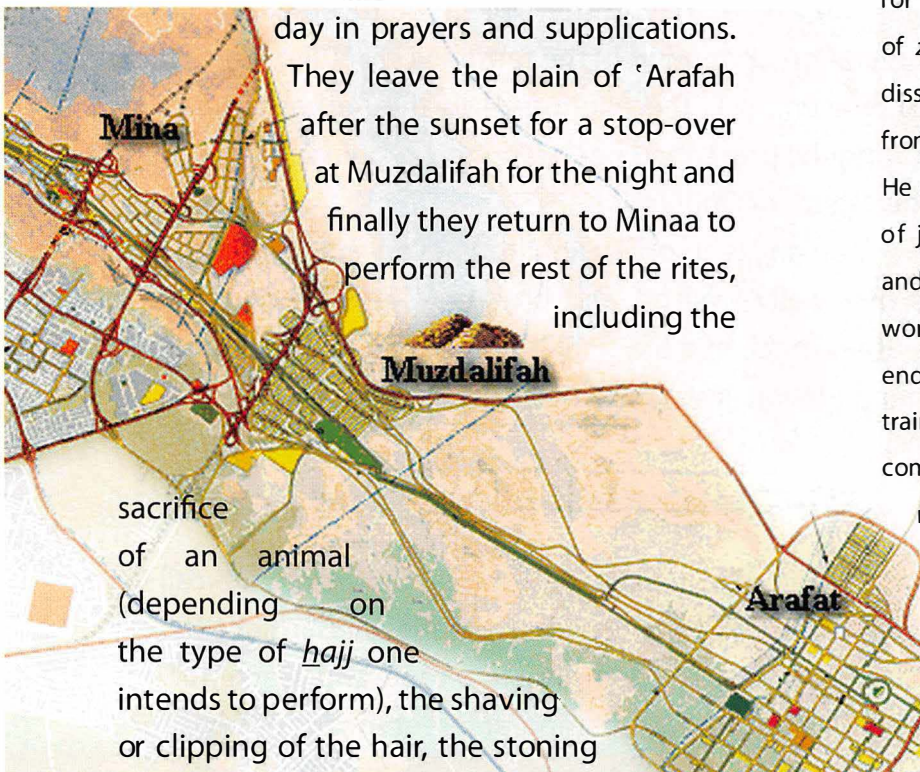 day in prayers and supplications.
They leave the plain of ʿArafah
after the sunset for a stop-over
at Muzdalifah for the night and
finally they return to Minaa to
perform the rest of the rites,
including the
sacrifice
of an animal
(depending on
the type of hajj one
intends to perform), the shaving
or clipping of the hair, the stoning
Mina
Muzdalifah
Arafat
of
He
of
and